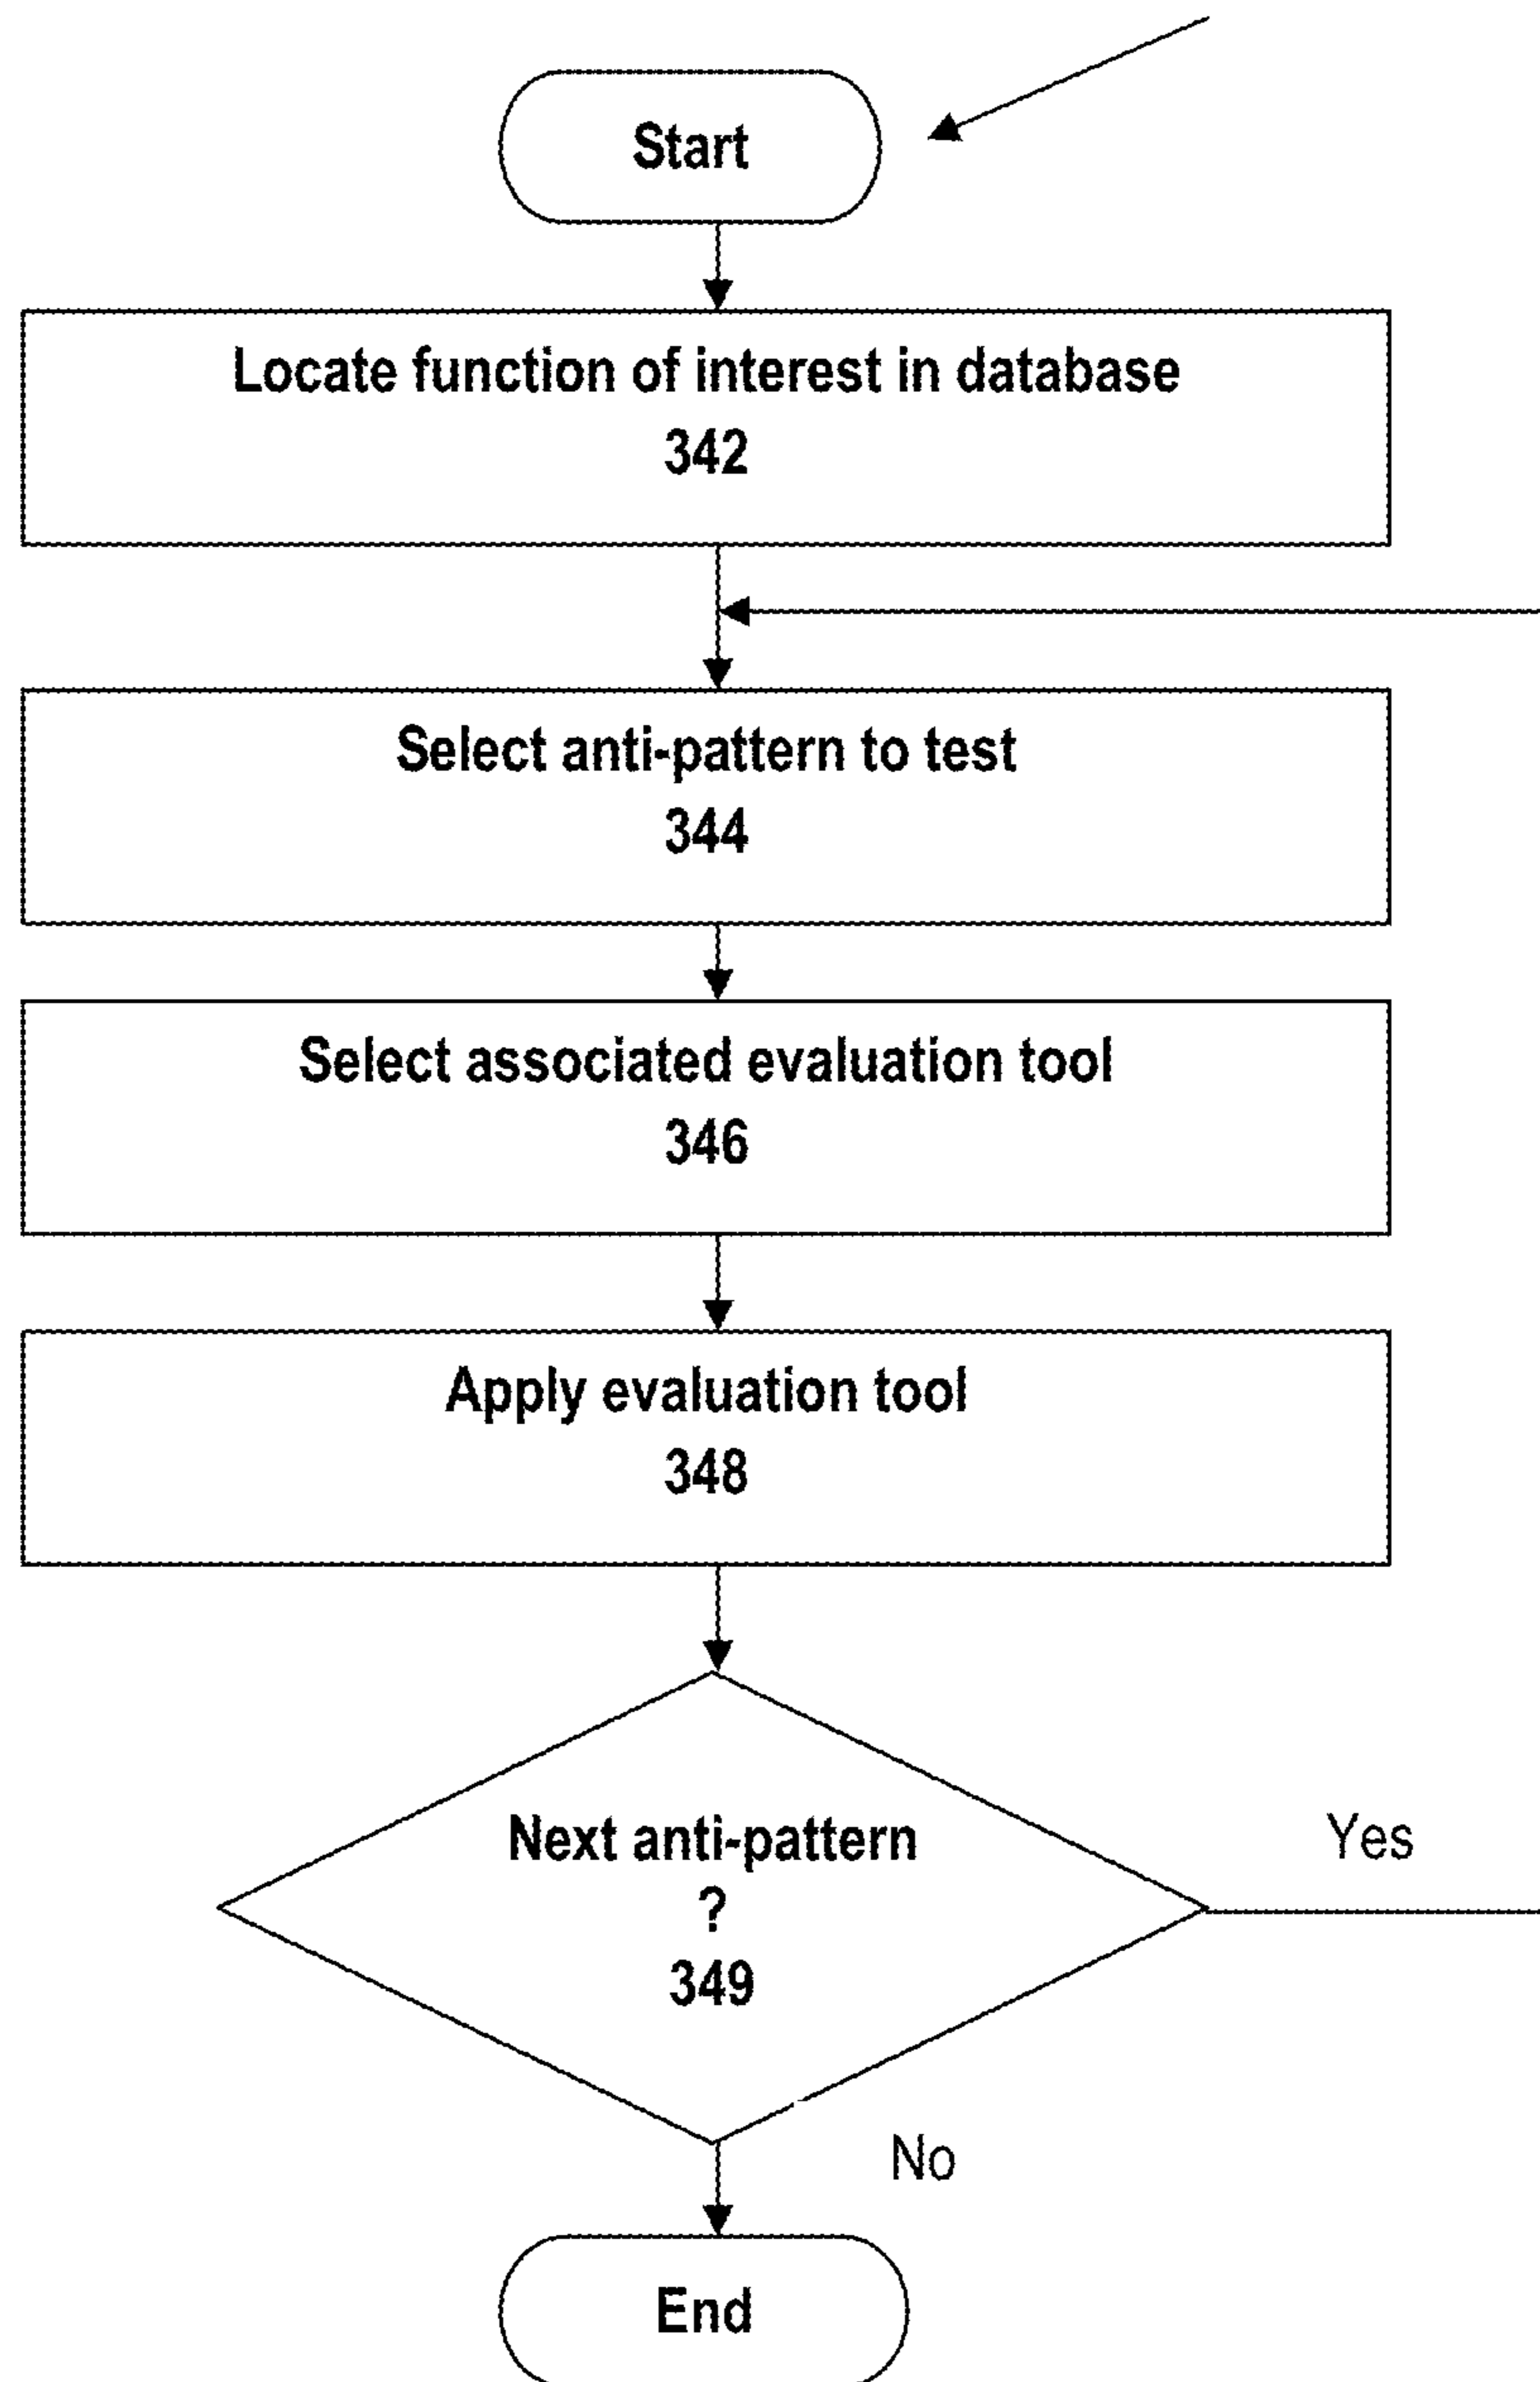 Start
Locate function of interest in database
342
Select anti-pattern to test
344
Select associated evaluation tool
346
Apply evaluation tool
348
Next anti-pattern
?
349
Yes
No
End